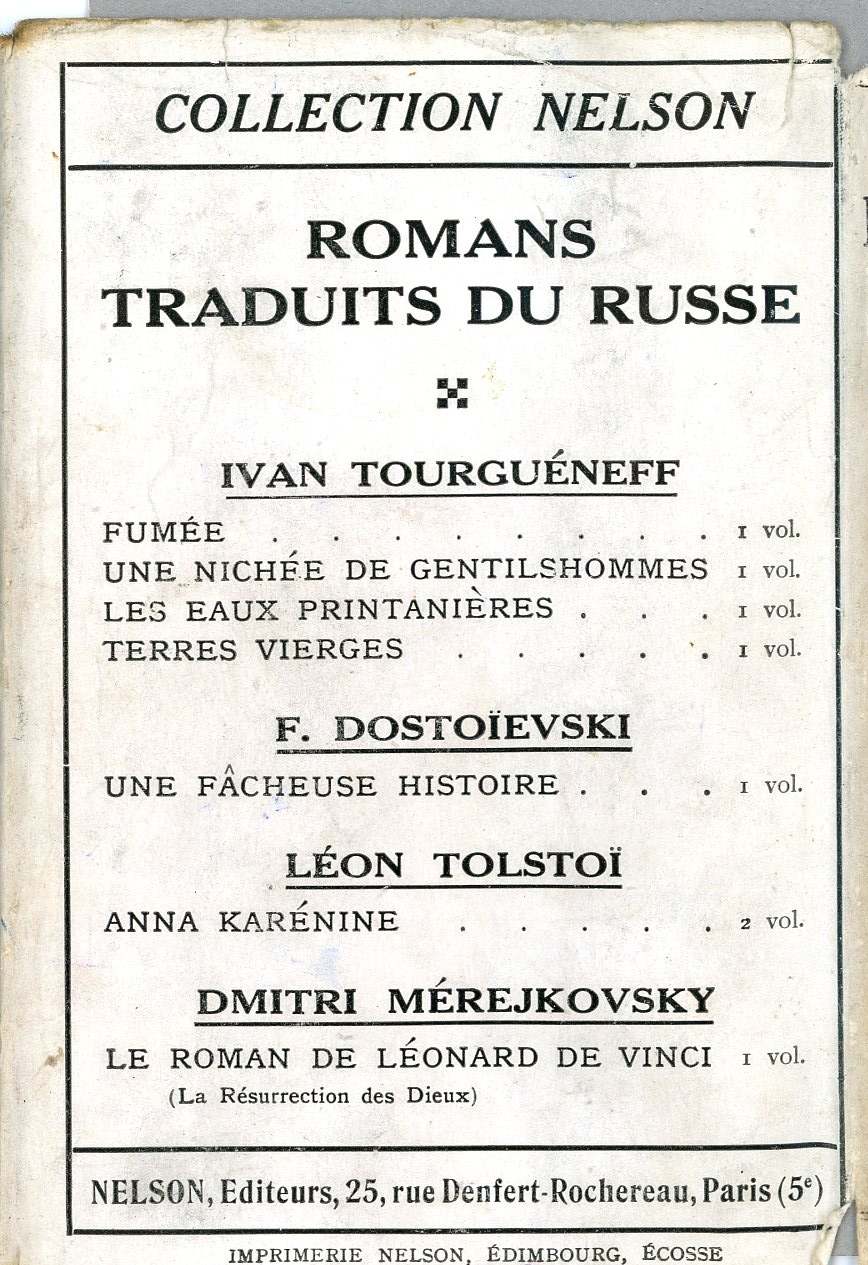 COLLECTION NELSON
ROMANS
TRADUITS DU RUSSE
IVAN TOURGUÉNEFF
FUMÉE . . . . . . . . 1 vol.
UNE NICHÉE DE GENTILSHOMMES 1 vol.
LES EAUX PRINTANIÈRES . . . 1 vol.
TERRES VIERGES . . . . . 1 vol.
F. DOSTOÏEVSKI
UNE FÂCHEUSE HISTOIRE . . . 1 vol.
LÉON TOLSTOÏ
ANNA KARÉNINE . . . . . 2 vol.
DMITRI MÉREJKOVSKY
LE ROMAN DE LÉONARD DE VINCI 1 vol.
(La Résurrection des Dieux)
NELSON, Editeurs, 25, rue Denfert-Rochereau, Paris (5e)
IMPRIMERIE NELSON, ÉDIMBOURG, ÉCOSSE